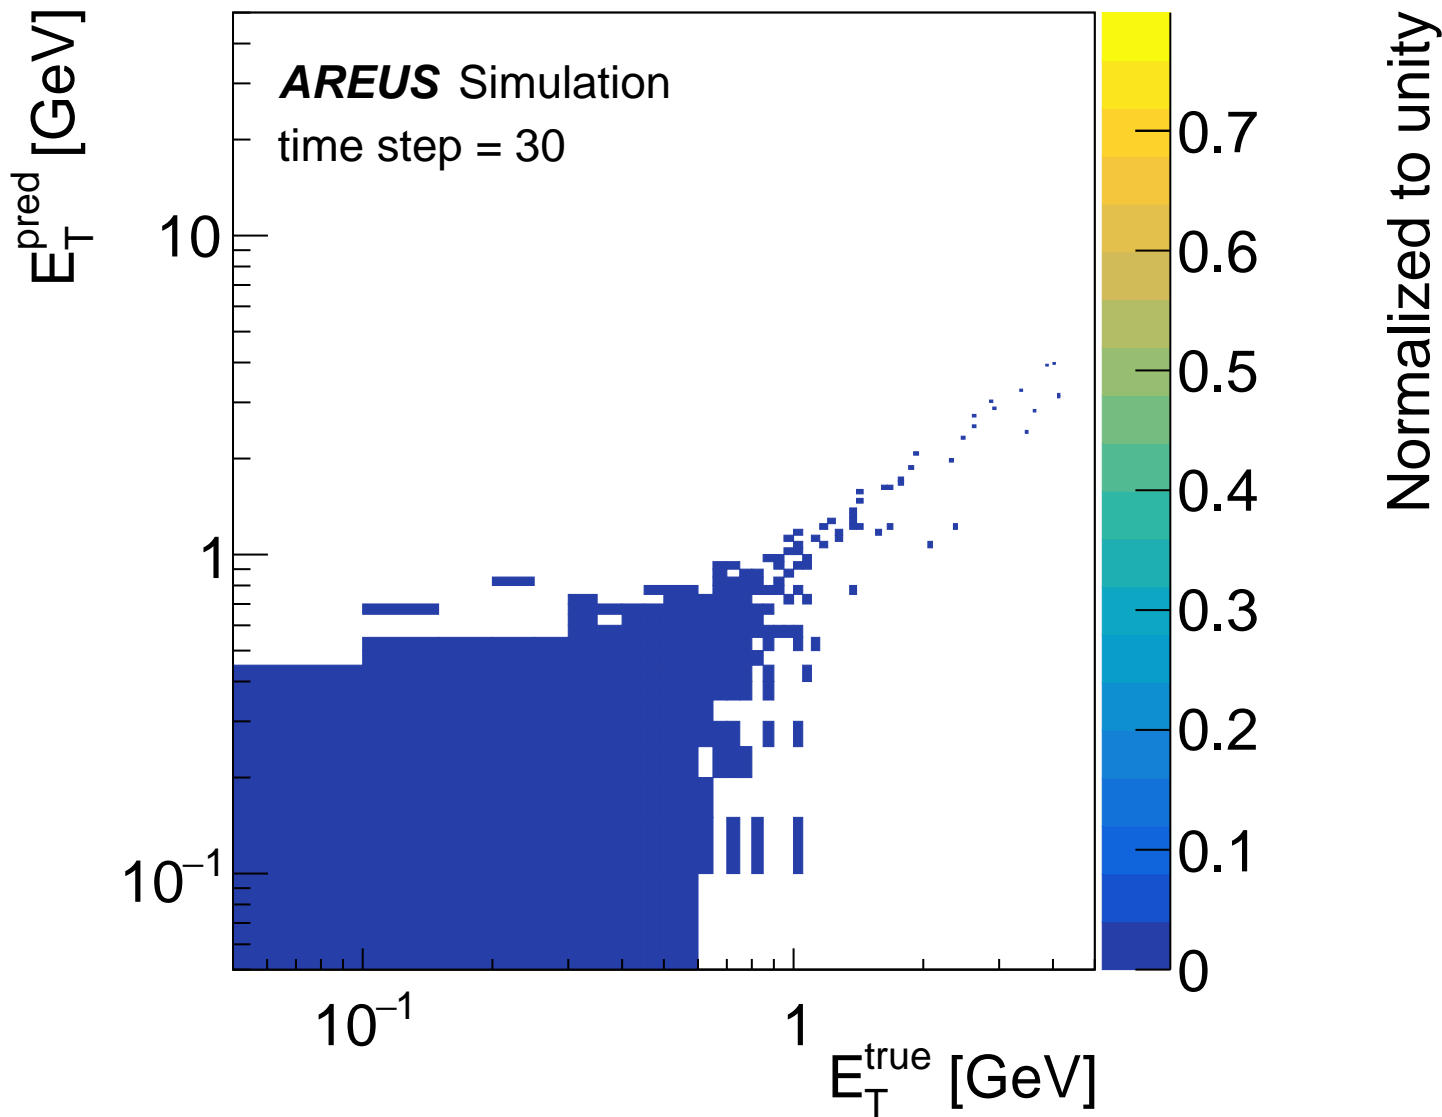 AREUS Simulation
time step = 30
E_T^pred [GeV]
10
1
10^−1
10^−1
1
E_T^true [GeV]
0.7
0.6
0.5
0.4
0.3
0.2
0.1
0
Normalized to unity